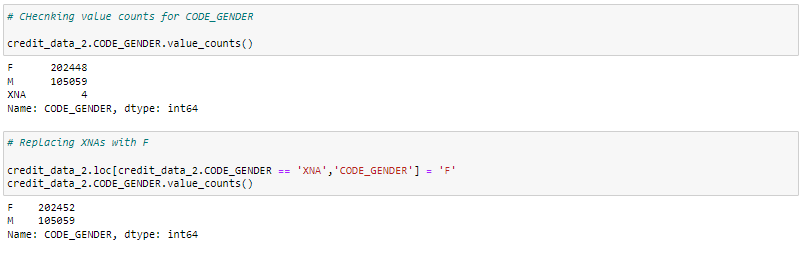 # CHecnking value counts for CODE_GENDER
credit_data_2.CODE_GENDER.value_counts()
F      202448
M      105059
XNA         4
Name: CODE_GENDER, dtype: int64
# Replacing XNAs with F
credit_data_2.loc[credit_data_2.CODE_GENDER == 'XNA','CODE_GENDER'] = 'F'
credit_data_2.CODE_GENDER.value_counts()
F    202452
M    105059
Name: CODE_GENDER, dtype: int64